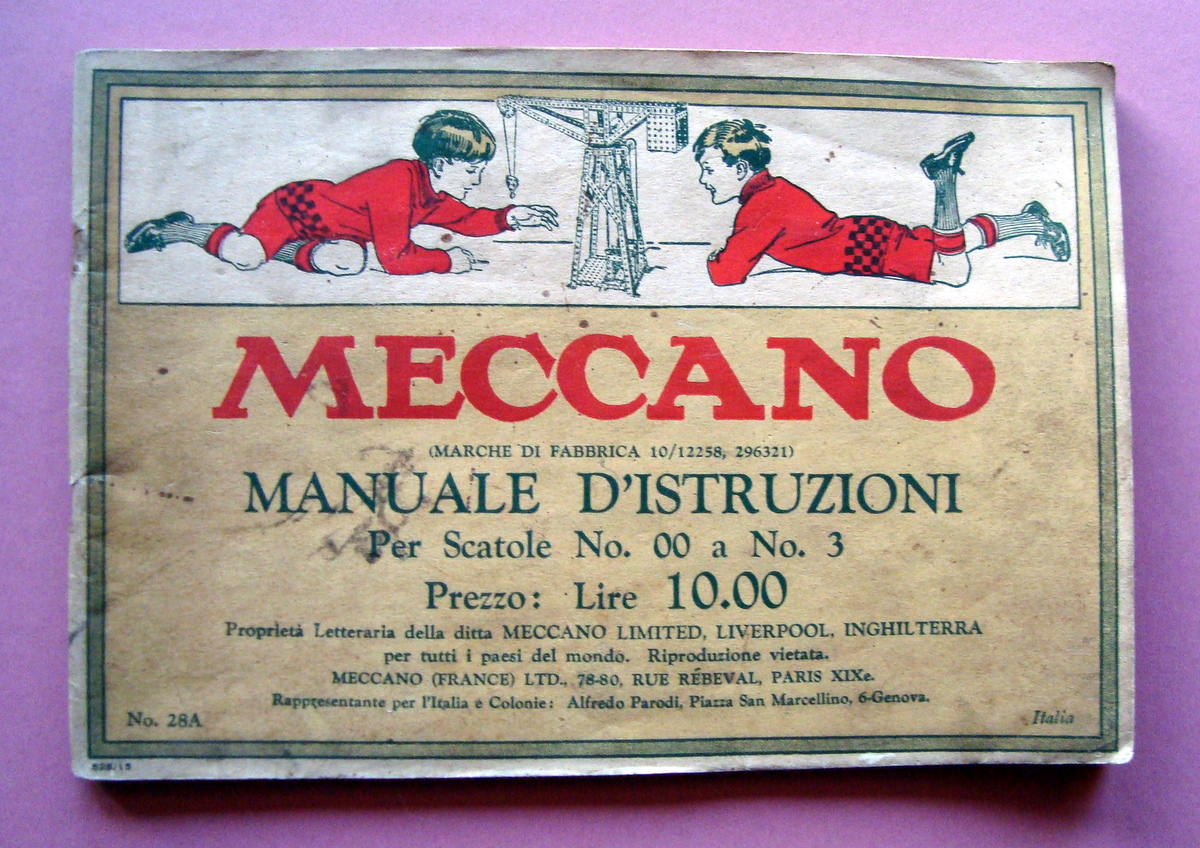 MECCANO
(MARCHE DI FABBRICA 10/12258, 296321)
MANUALE D'ISTRUZIONI
Per Scatole No. 00 a No. 3
Prezzo: Lire 10.00
Proprietà Letteraria della ditta MECCANO LIMITED, LIVERPOOL, INGHILTERRA
per tutti i paesi del mondo. Riproduzione vietata.
MECCANO (FRANCE) LTD., 78-80, RUE RÉBEVAL, PARIS XIXe.
Rappresentante per l'Italia e Colonie: Alfredo Parodi, Piazza San Marcellino, 6-Genova.
No. 28A
Italia